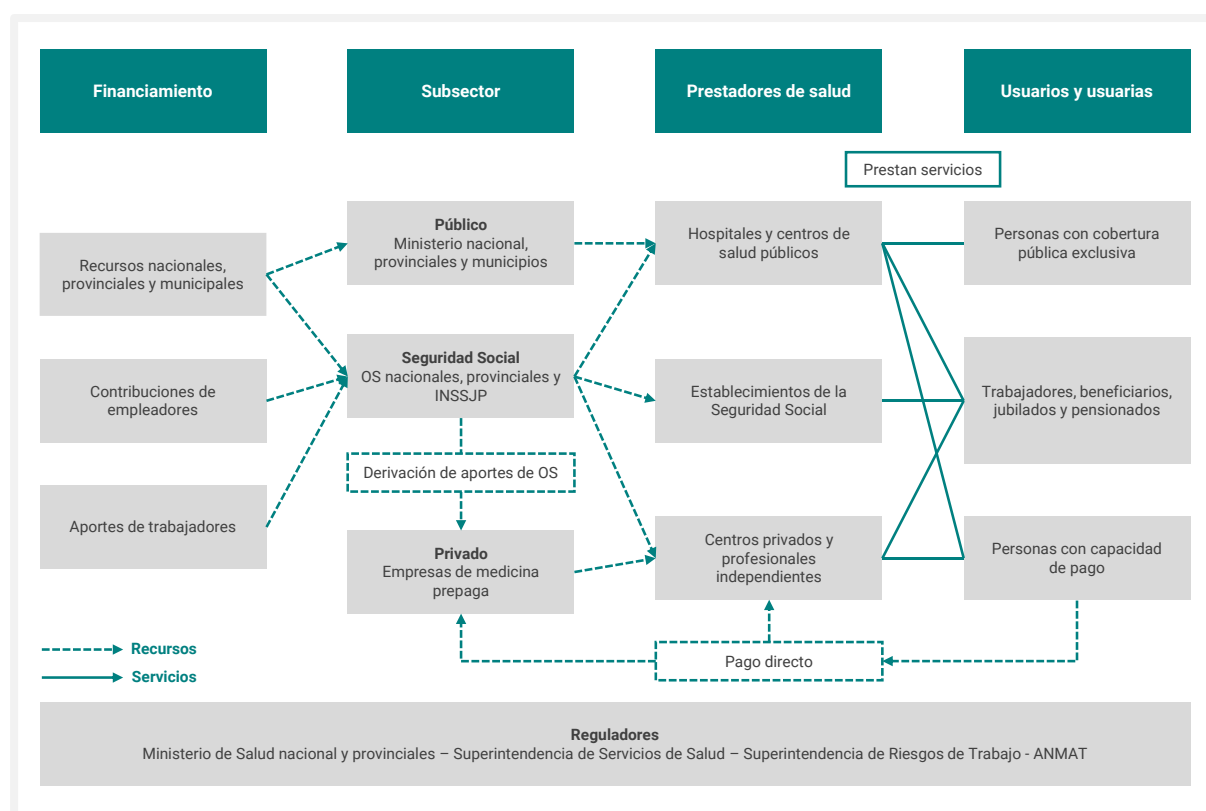 Financiamiento
Subsector
Prestadores de salud
Usuarios y usuarias
Prestan servicios
Recursos nacionales,
provinciales y municipales
Contribuciones de
empleadores
Aportes de trabajadores
Público
Ministerio nacional,
provinciales y municipios
Seguridad Social
OS nacionales, provinciales y
INSSJP
Derivación de aportes de OS
Privado
Empresas de medicina
prepaga
Hospitales y centros de
salud públicos
Establecimientos de la
Seguridad Social
Centros privados y
profesionales
independientes
Pago directo
Personas con cobertura
pública exclusiva
Trabajadores, beneficiarios,
jubilados y pensionados
Personas con capacidad
de pago
Recursos
Servicios
Reguladores
Ministerio de Salud nacional y provinciales – Superintendencia de Servicios de Salud – Superintendencia de Riesgos de Trabajo - ANMAT